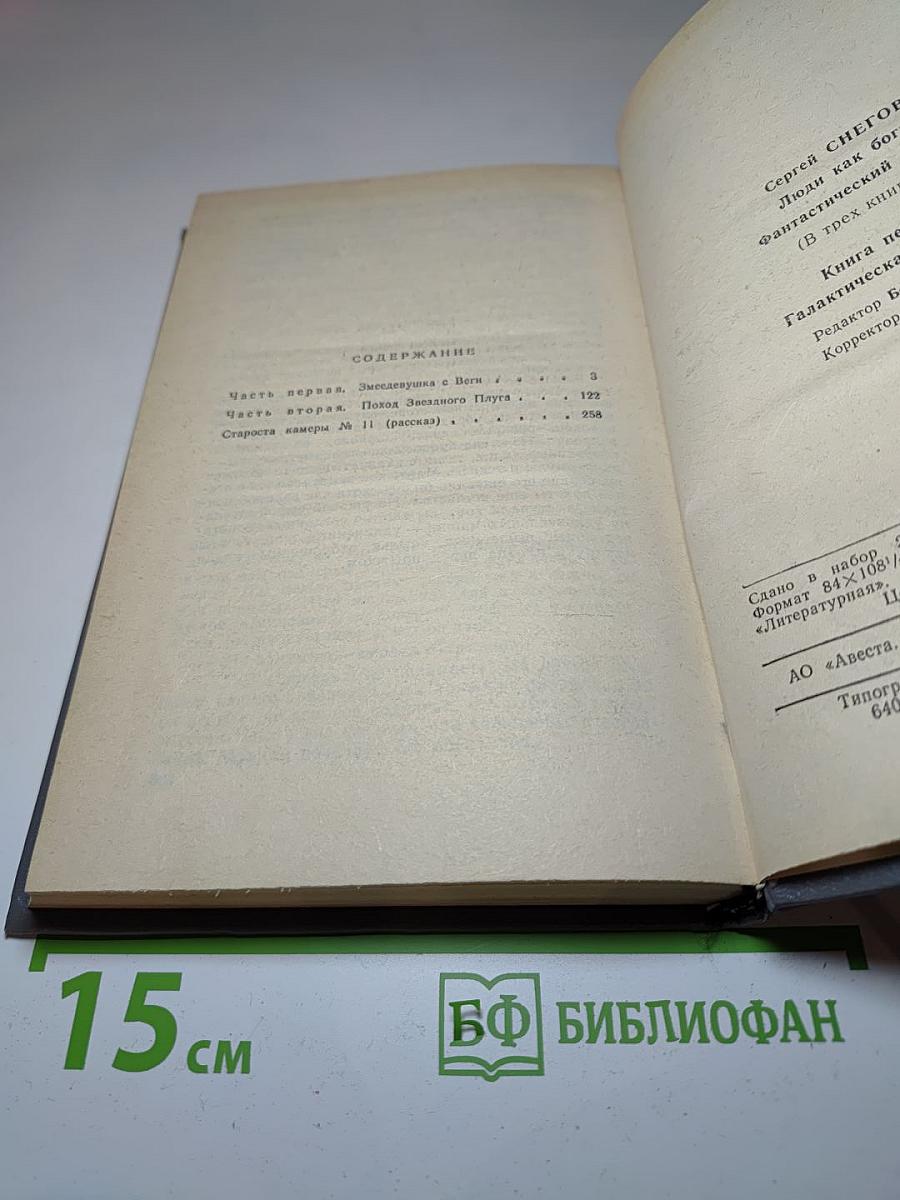 СОДЕРЖАНИЕ
Часть первая. Змеедевушка с Веги . . . . 3
Часть вторая. Поход Звездного Плуга . . . 122
Староста камеры № 11 (рассказ) . . . . . . 258
Сергей СНЕГОВ
Люди как бог
Фантастический
(В трех книг
Книга пе
Галактическа
Редактор Б
Корректор
Сдано в набор
Формат 84×108¹/
«Литературная».
Ц
АО «Авеста.
Типогр
640
15 см
БФ БИБЛИОФАН